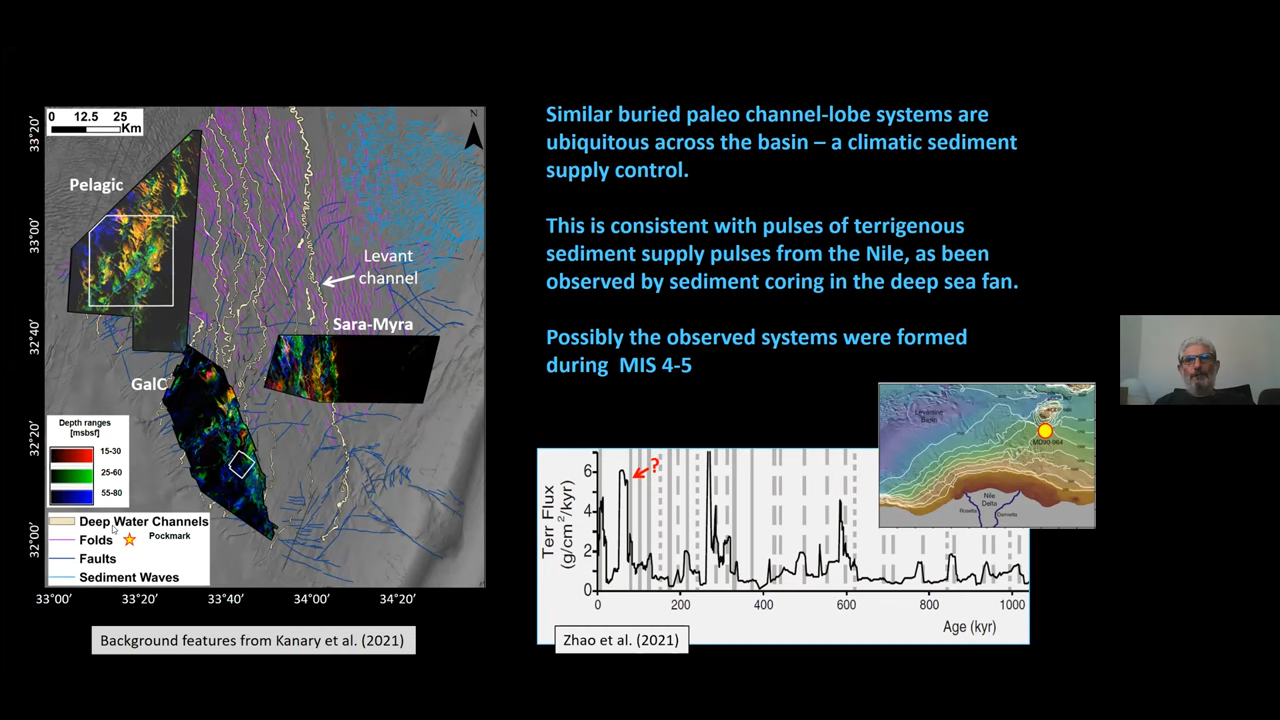 Similar buried paleo channel-lobe systems are
ubiquitous across the basin – a climatic sediment
supply control.
This is consistent with pulses of terrigenous
sediment supply pulses from the Nile, as been
observed by sediment coring in the deep sea fan.
Possibly the observed systems were formed
during MIS 4-5
0 12.5 25
Km
N
33°20'
33°00'
32°40'
32°20'
32°00'
Pelagic
Levant
channel
Sara-Myra
GalC
Depth ranges
[msbsf]
15-30
25-60
55-80
Deep Water Channels
Folds
Pockmark
Faults
Sediment Waves
33°00' 33°20' 33°40' 34°00' 34°20'
Background features from Kanary et al. (2021)
Levantine
Basin
MD90-964
Nile
Delta
Rosetta
Damietta
?
Terr Flux
(g/cm²/kyr)
6
4
2
0
0 200 400 600 800 1000
Age (kyr)
Zhao et al. (2021)